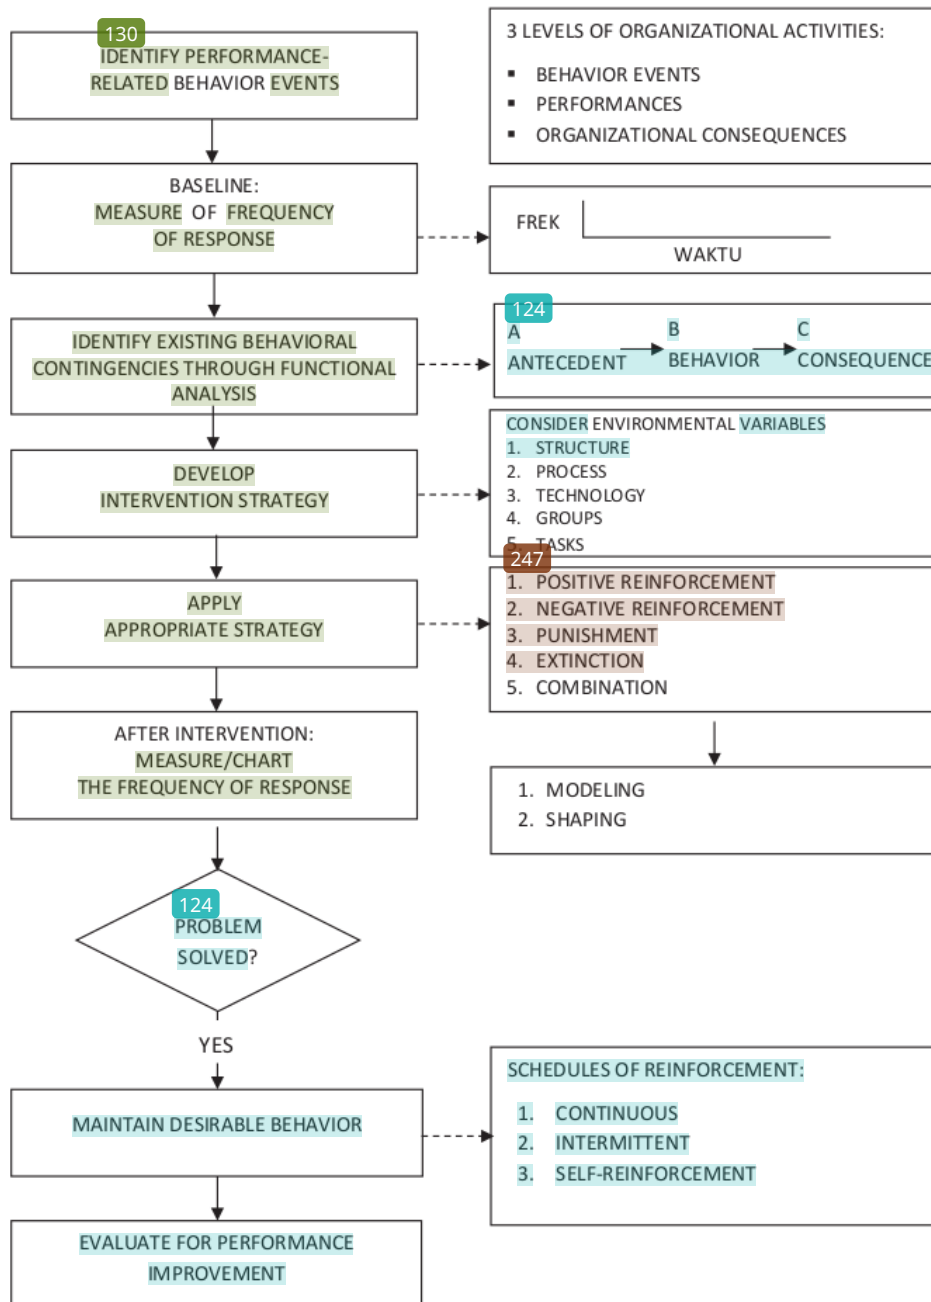 130
IDENTIFY PERFORMANCE-
RELATED BEHAVIOR EVENTS
3 LEVELS OF ORGANIZATIONAL ACTIVITIES:
▪ BEHAVIOR EVENTS
▪ PERFORMANCES
▪ ORGANIZATIONAL CONSEQUENCES
BASELINE:
MEASURE OF FREQUENCY
OF RESPONSE
FREK
WAKTU
IDENTIFY EXISTING BEHAVIORAL
CONTINGENCIES THROUGH FUNCTIONAL
ANALYSIS
124
A B C
ANTECEDENT BEHAVIOR CONSEQUENCE
DEVELOP
INTERVENTION STRATEGY
CONSIDER ENVIRONMENTAL VARIABLES
1. STRUCTURE
2. PROCESS
3. TECHNOLOGY
4. GROUPS
5. TASKS
APPLY
APPROPRIATE STRATEGY
247
1. POSITIVE REINFORCEMENT
2. NEGATIVE REINFORCEMENT
3. PUNISHMENT
4. EXTINCTION
5. COMBINATION
AFTER INTERVENTION:
MEASURE/CHART
THE FREQUENCY OF RESPONSE
1. MODELING
2. SHAPING
124
PROBLEM
SOLVED?
YES
MAINTAIN DESIRABLE BEHAVIOR
SCHEDULES OF REINFORCEMENT:
1. CONTINUOUS
2. INTERMITTENT
3. SELF-REINFORCEMENT
EVALUATE FOR PERFORMANCE
IMPROVEMENT